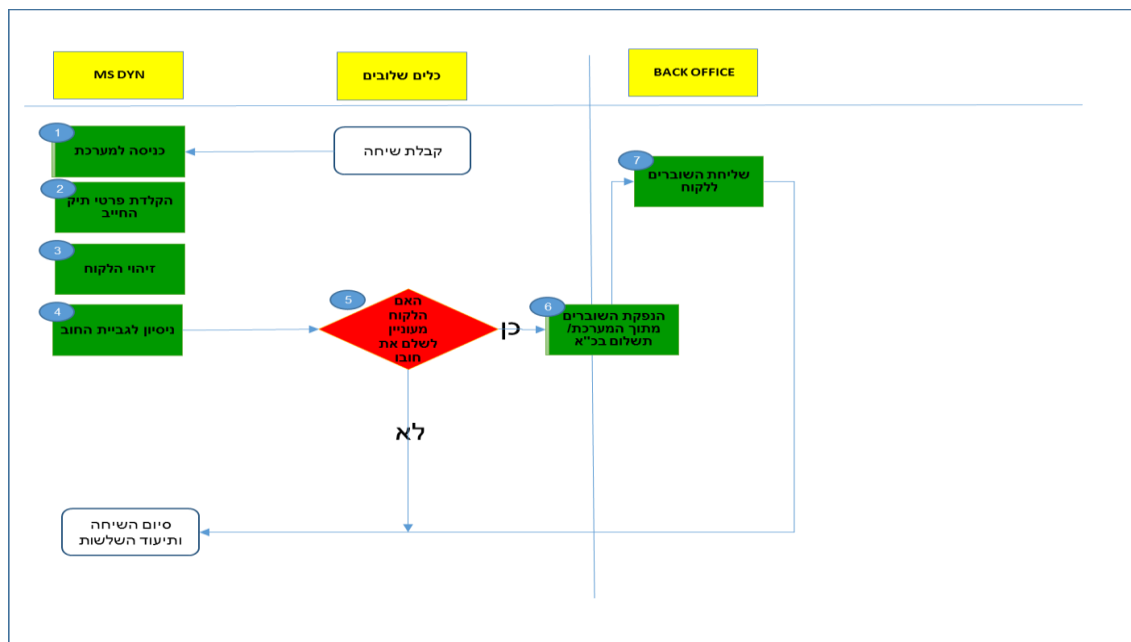 MS DYN
כלים שלובים
BACK OFFICE
קבלת שיחה
1
כניסה למערכת
2
הקלדת פרטי תיק
החייב
3
זיהוי הלקוח
4
ניסיון לגביית החוב
5
האם
הלקוח
מעוניין
לשלם את
חובו
כן
לא
6
הנפקת השוברים
מתוך המערכת/
תשלום בכ"א
7
שליחת השוברים
ללקוח
סיום השיחה
ותיעוד השלשות